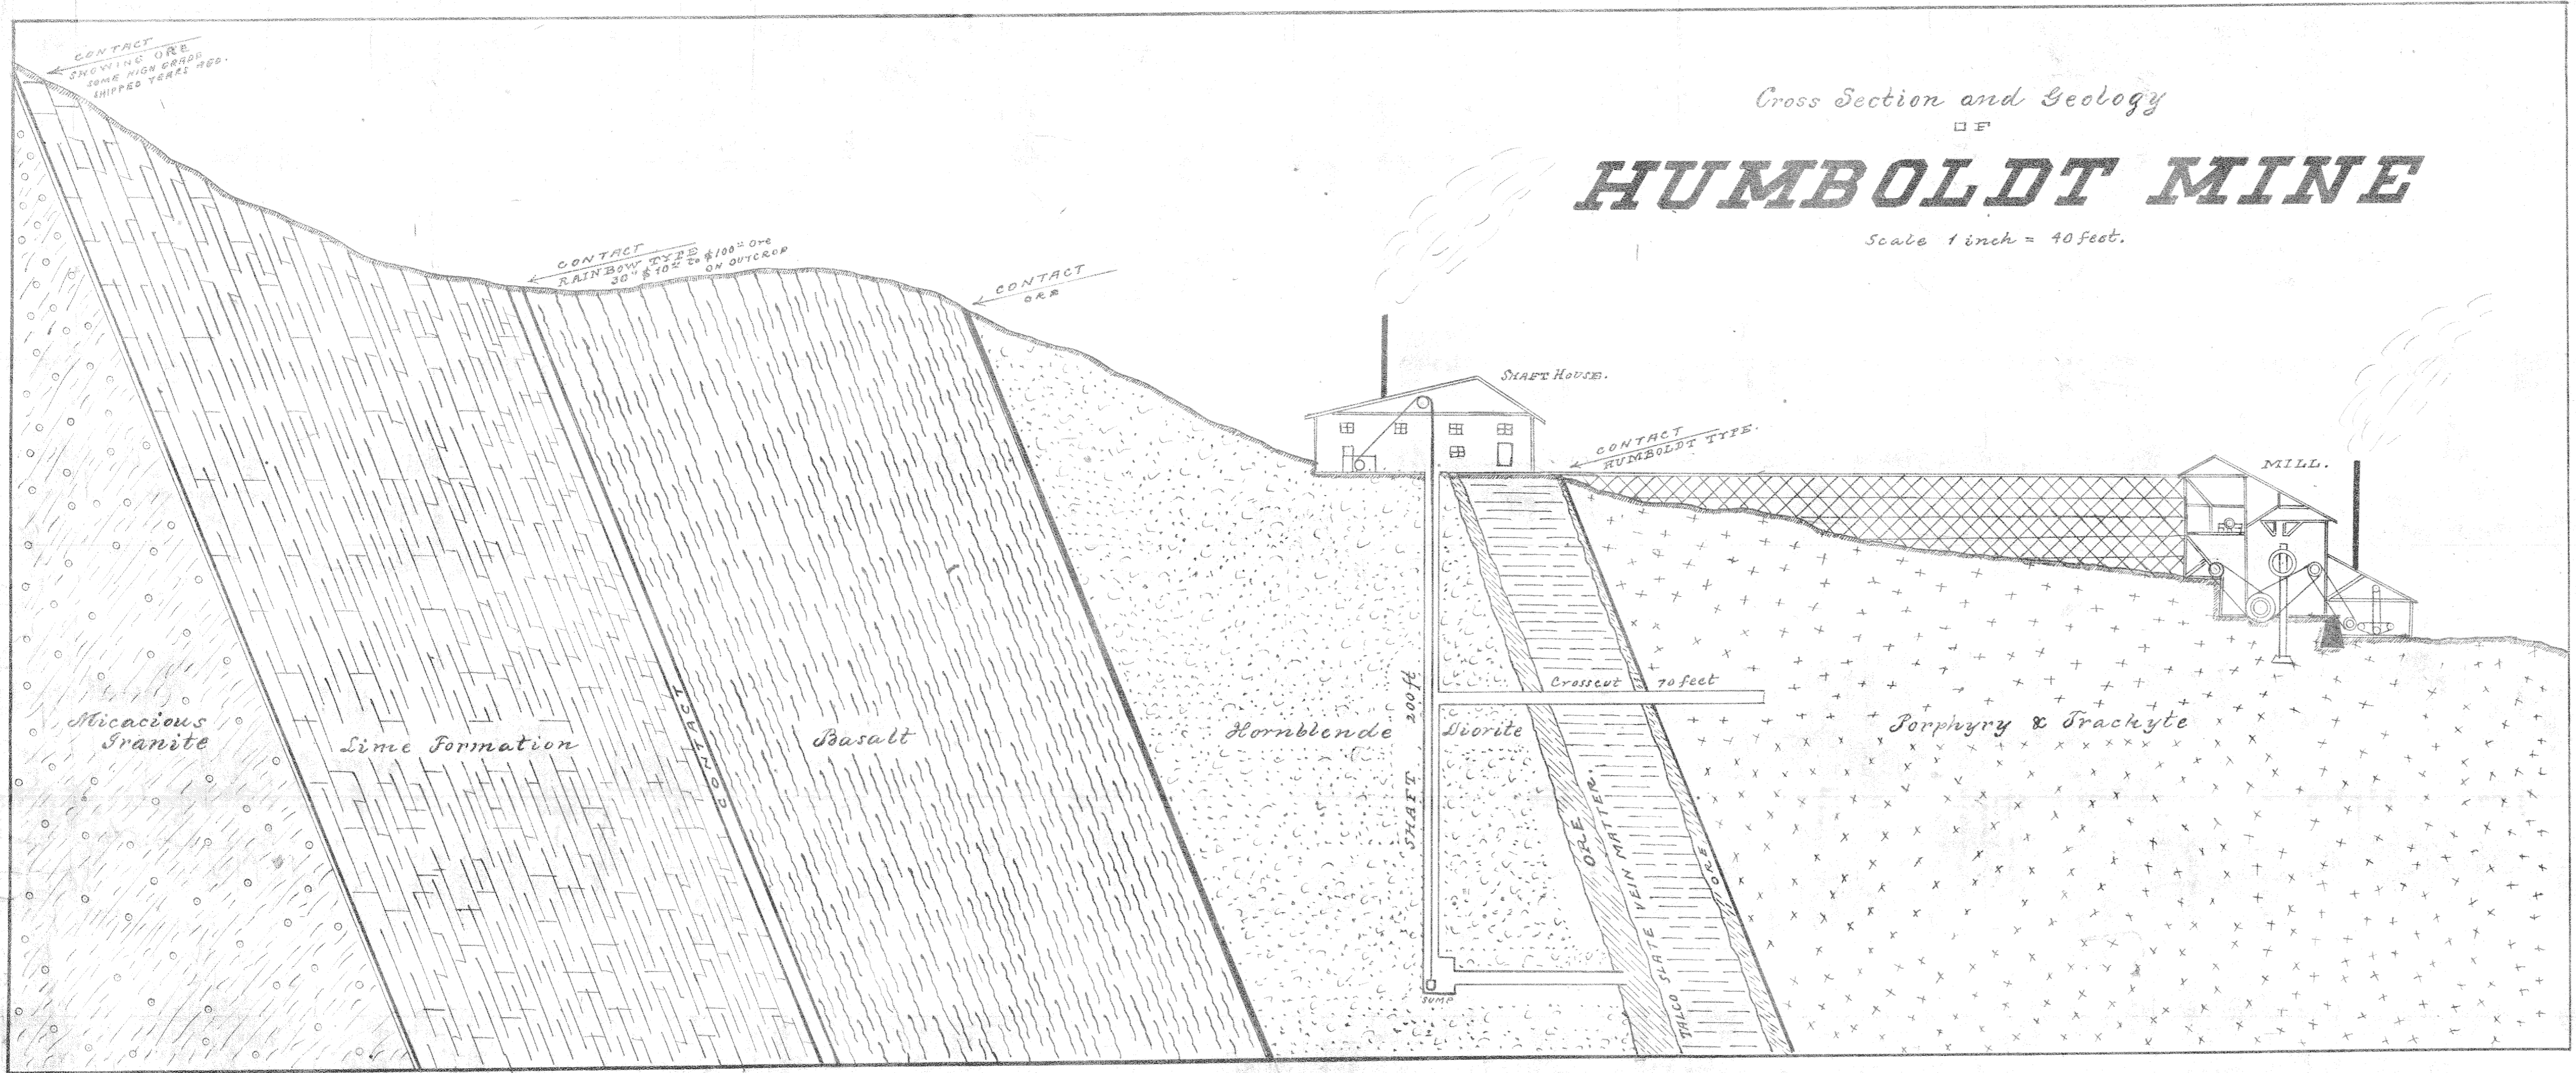 CONTACT
SHOWING ORE
SOME HIGH GRADE
SHIPPED YEARS AGO.
Cross Section and Geology
OF
HUMBOLDT MINE
Scale 1 inch = 40 feet.
CONTACT
RAINBOW TYPE
30" $40.00 to $100.00 Ore
ON OUTCROP
CONTACT
ORE
SHAFT HOUSE.
CONTACT
HUMBOLDT TYPE.
MILL.
Crosscut 70 feet
Micacious
Granite
Lime Formation
CONTACT
Basalt
Hornblende Diorite
SHAFT 200 ft
ORE
TALCO SLATE VEIN MATTER.
ORE
Porphyry & Trachyte
SUMP